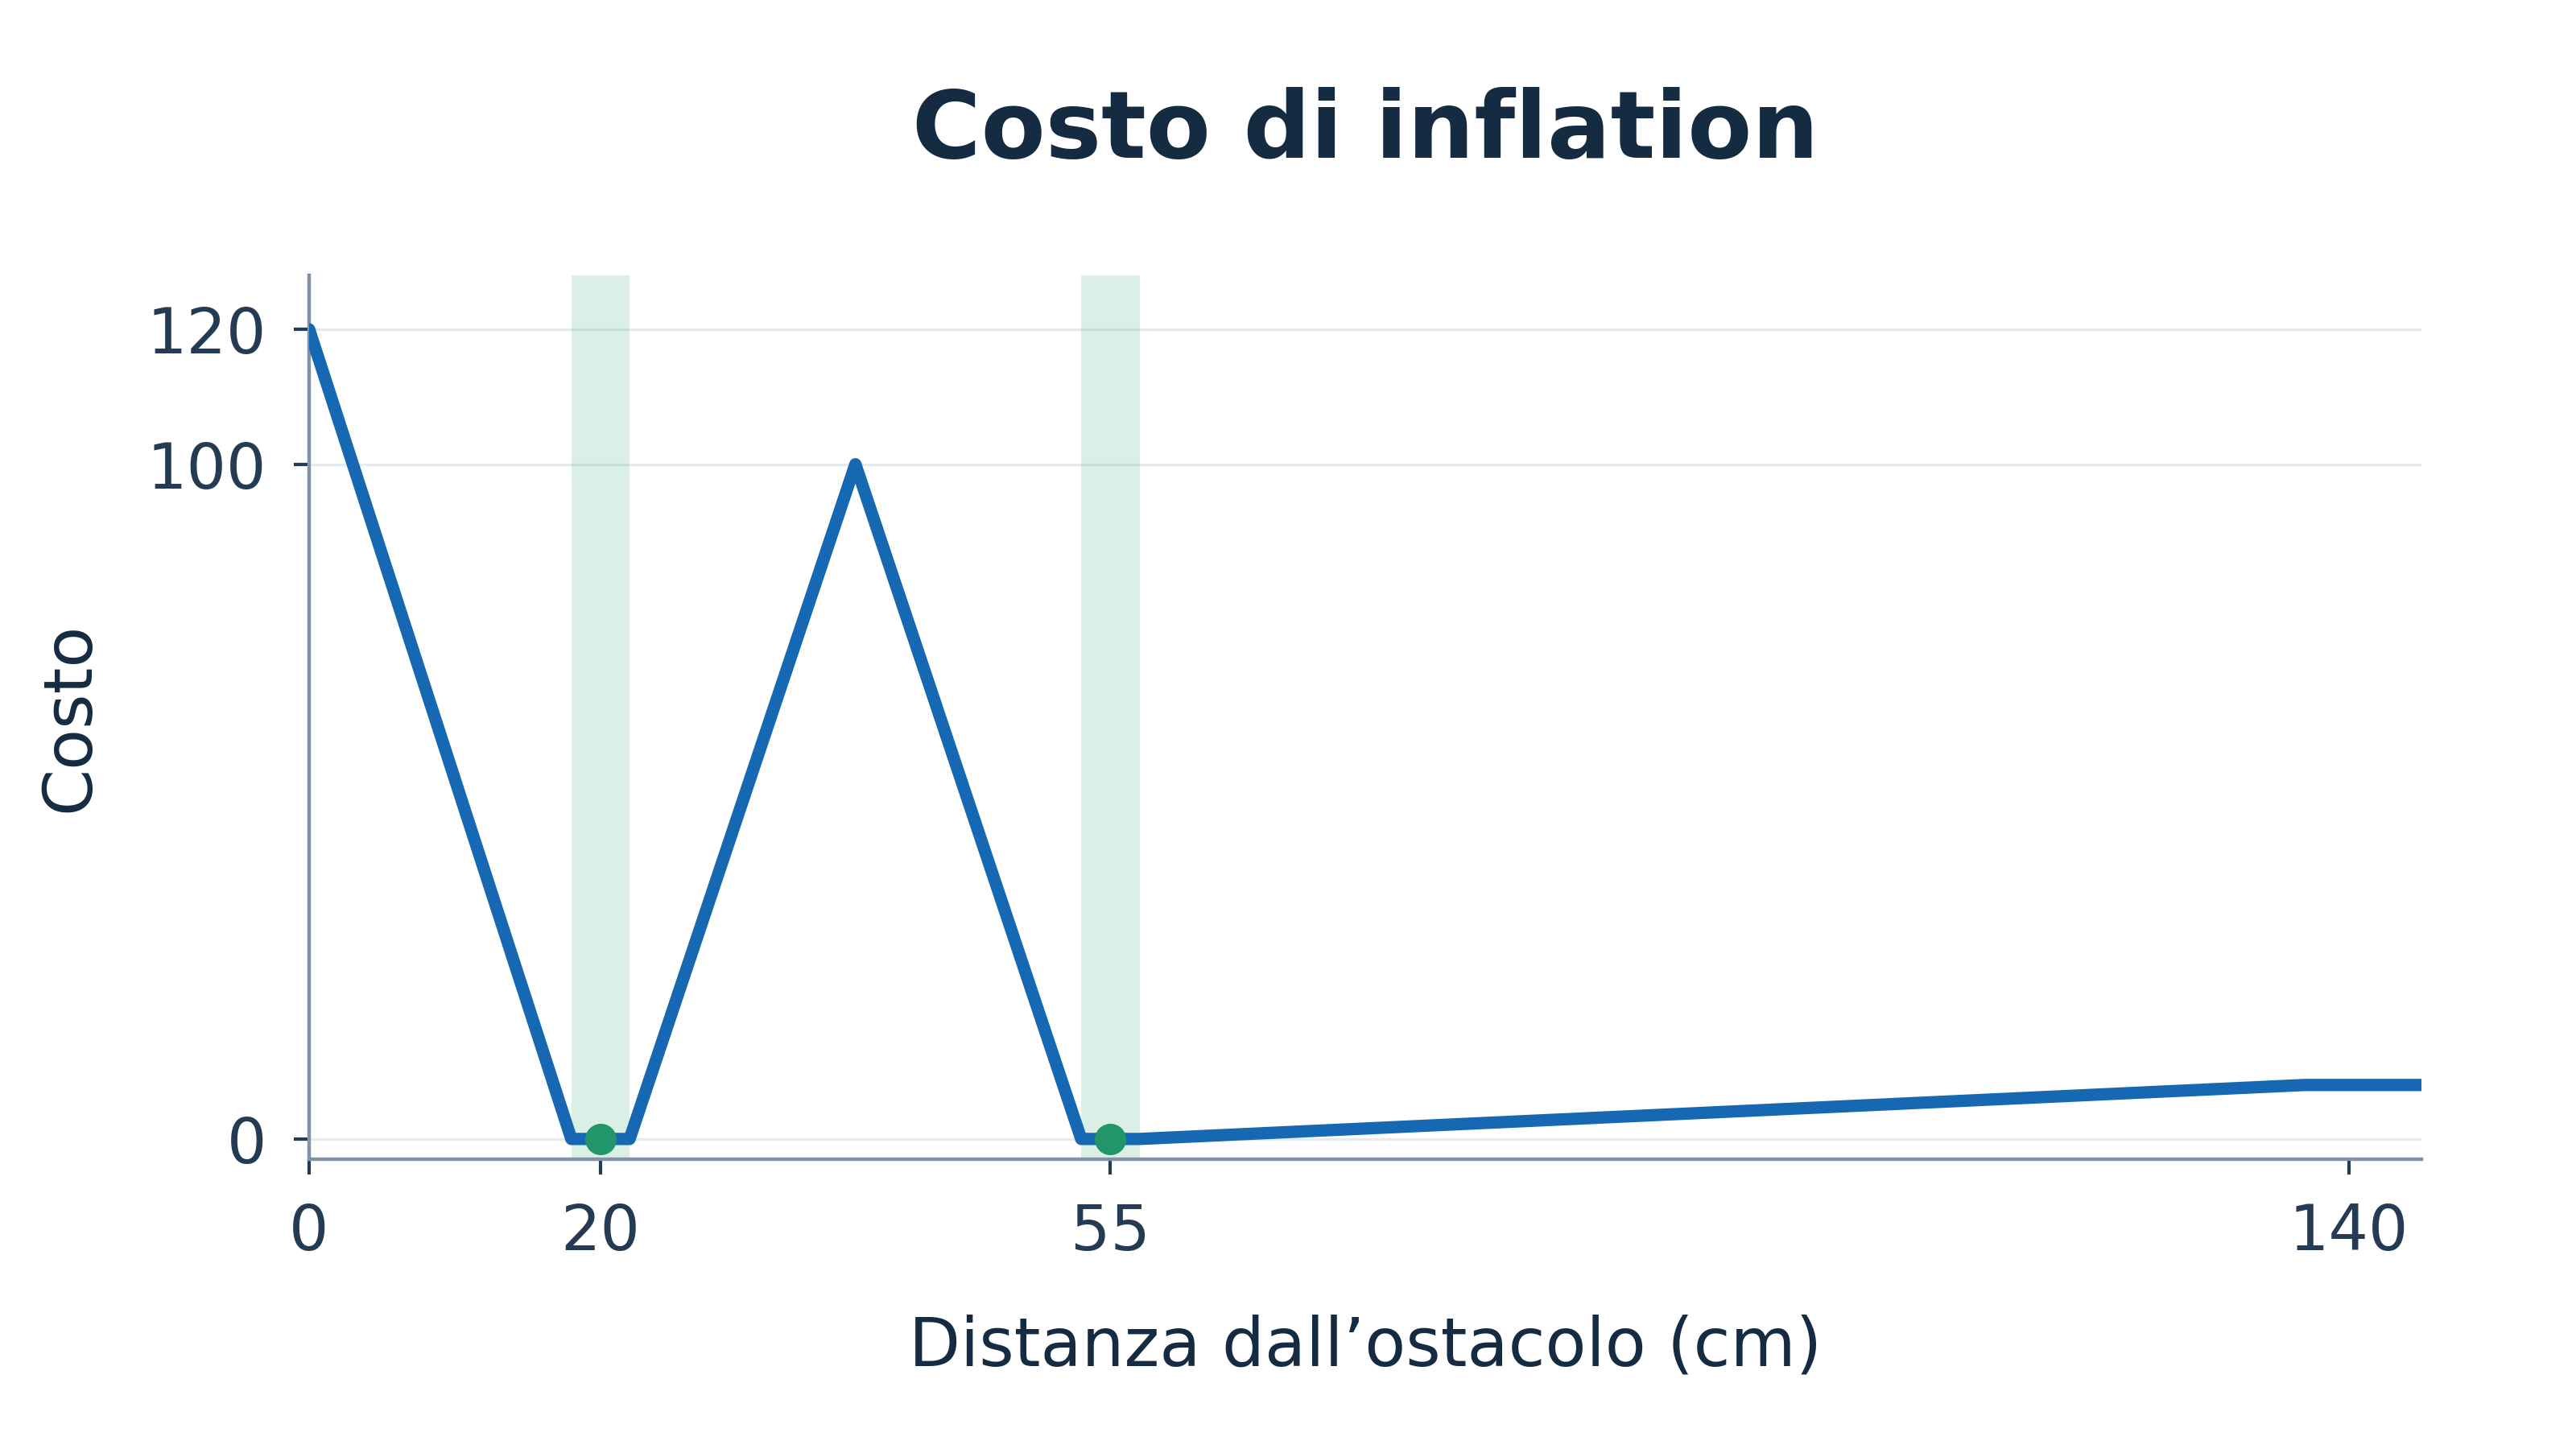 Costo di inflation
120
100
0
Costo
0 20 55 140
Distanza dall’ostacolo (cm)